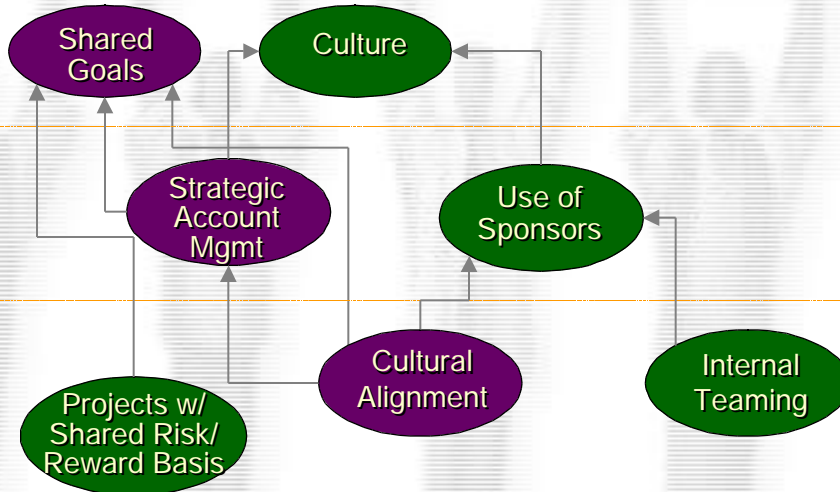 Shared
Goals
Culture
Strategic
Account
Mgmt
Use of
Sponsors
Cultural
Alignment
Internal
Teaming
Projects w/
Shared Risk/
Reward Basis